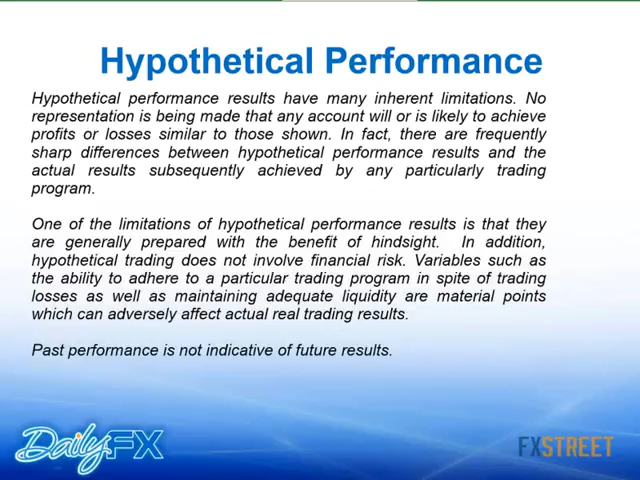 Hypothetical Performance
Hypothetical performance results have many inherent limitations. No
representation is being made that any account will or is likely to achieve
profits or losses similar to those shown. In fact, there are frequently
sharp differences between hypothetical performance results and the
actual results subsequently achieved by any particularly trading
program.
One of the limitations of hypothetical performance results is that they
are generally prepared with the benefit of hindsight. In addition,
hypothetical trading does not involve financial risk. Variables such as
the ability to adhere to a particular trading program in spite of trading
losses as well as maintaining adequate liquidity are material points
which can adversely affect actual real trading results.
Past performance is not indicative of future results.
DailyFX
FXSTREET